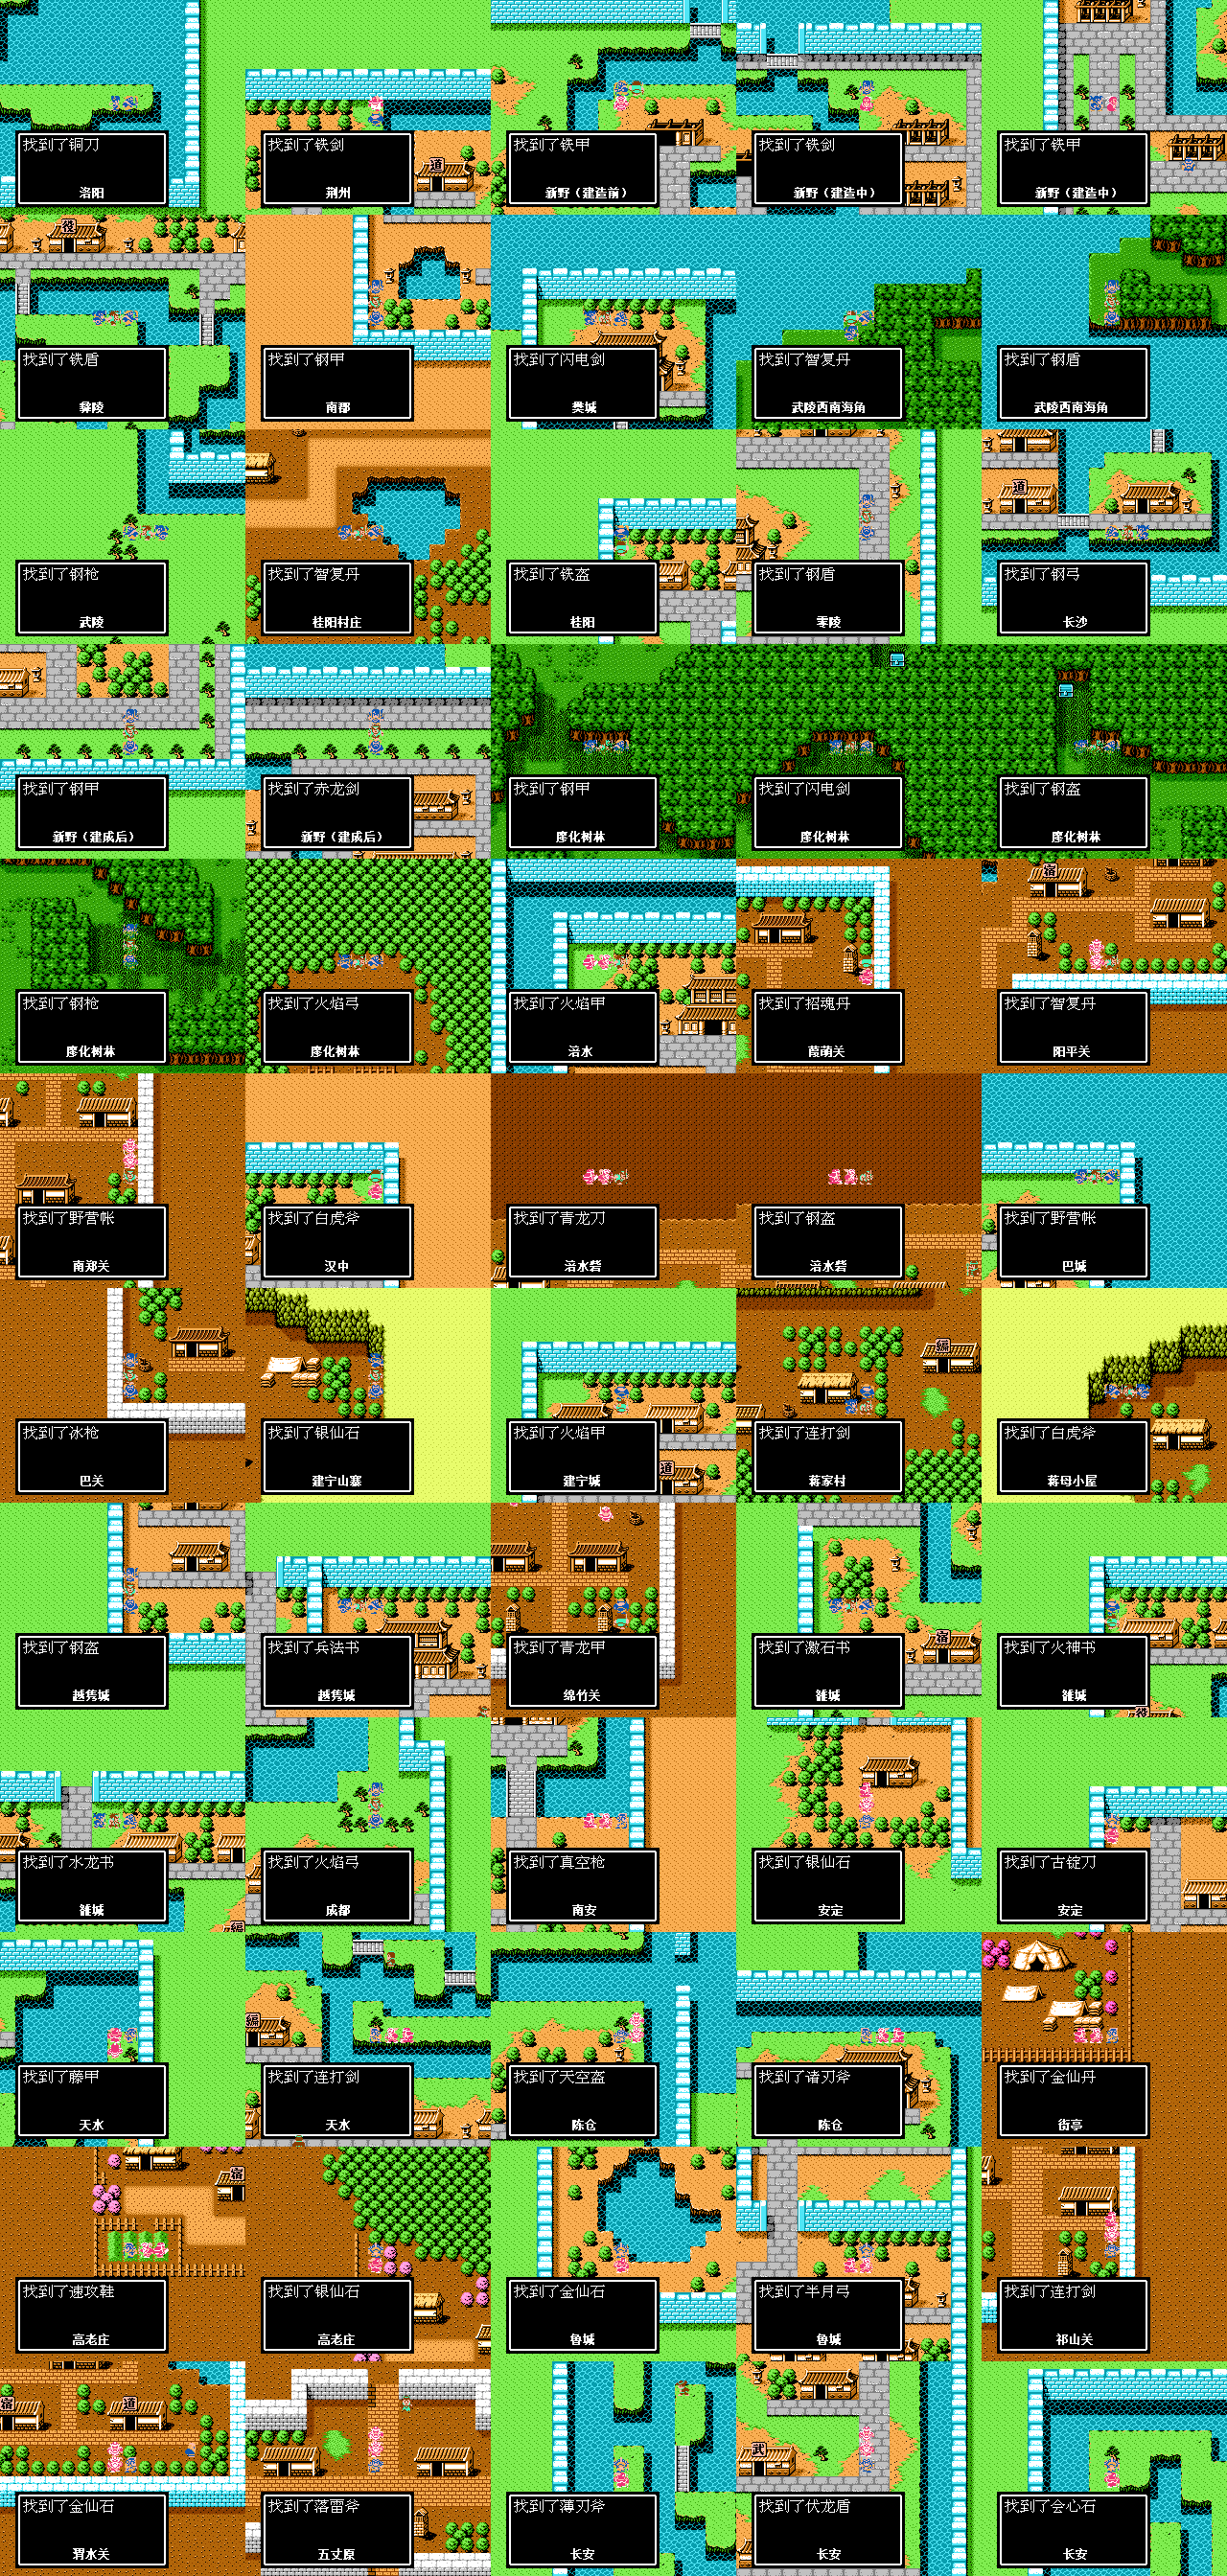 找到了铜刀
洛阳
找到了铁剑
荆州
道
找到了铁甲
新野（建造前）
找到了铁剑
新野（建造中）
找到了铁甲
新野（建造中）
役
找到了铁盾
找到了钢甲
南郡
找到了闪电剑
樊城
找到了智复丹
武陵西南海角
找到了钢盾
武陵西南海角
找到了钢枪
武陵
找到了智复丹
桂阳村庄
找到了铁盔
桂阳
找到了钢盾
零陵
道
找到了钢弓
长沙
找到了钢甲
新野（建成后）
找到了赤龙剑
新野（建成后）
找到了钢甲
廖化树林
找到了闪电剑
廖化树林
找到了钢盔
廖化树林
找到了钢枪
廖化树林
找到了火焰弓
廖化树林
找到了火焰甲
涪水
找到了招魂丹
葭萌关
宿
找到了智复丹
阳平关
找到了野营帐
南郑关
找到了白虎斧
汉中
找到了青龙刀
涪水砦
找到了钢盔
涪水砦
找到了野营帐
巴城
找到了冰枪
巴关
找到了银仙石
建宁山寨
找到了火焰甲
道
建宁城
找到了连打剑
蒋家村
找到了白虎斧
蒋母小屋
找到了钢盔
越隽城
找到了兵法书
越隽城
找到了青龙甲
绵竹关
宿
找到了激石书
雒城
找到了火神书
雒城
役
找到了水龙书
雒城
找到了火焰弓
成都
找到了真空枪
南安
找到了银仙石
安定
找到了古锭刀
安定
找到了藤甲
天水
找到了连打剑
天水
找到了天空盔
陈仓
找到了诸刃斧
陈仓
找到了金仙丹
街亭
宿
找到了速攻鞋
高老庄
找到了银仙石
高老庄
找到了金仙石
鲁城
找到了半月弓
鲁城
找到了连打剑
祁山关
宿
道
找到了金仙石
渭水关
找到了落雷斧
五丈原
找到了薄刃斧
长安
武
找到了伏龙盾
长安
找到了会心石
长安